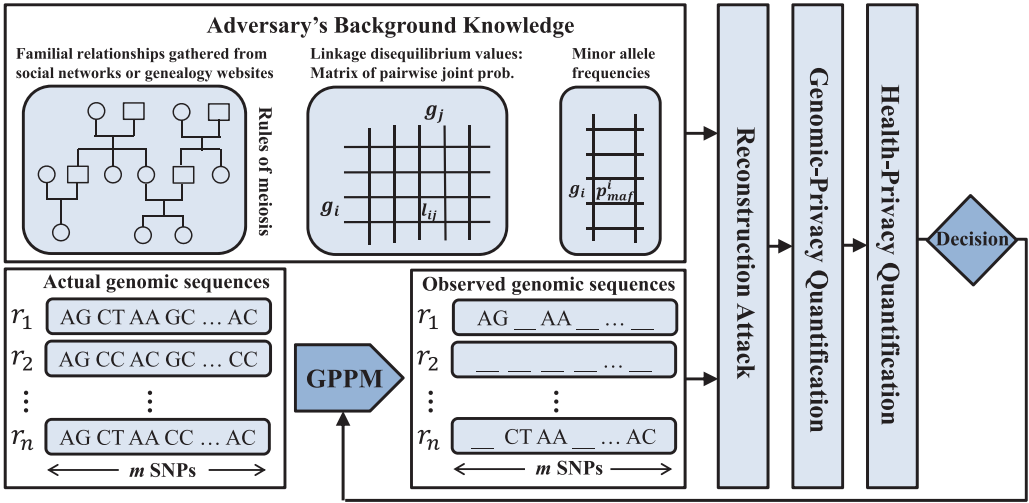 Adversary's Background Knowledge
Familial relationships gathered from
social networks or genealogy websites
Rules of meiosis
Linkage disequilibrium values:
Matrix of pairwise joint prob.
g_j
g_i
l_ij
Minor allele
frequencies
g_i p^i_maf
Actual genomic sequences
r_1 AG CT AA GC … AC
r_2 AG CC AC GC … CC
⋮ ⋮
r_n AG CT AA CC … AC
m SNPs
GPPM
Observed genomic sequences
r_1 AG __ AA __ … __
r_2 __ __ __ __ … __
⋮ ⋮
r_n __ CT AA __ … AC
m SNPs
Reconstruction Attack
Genomic-Privacy Quantification
Health-Privacy Quantification
Decision